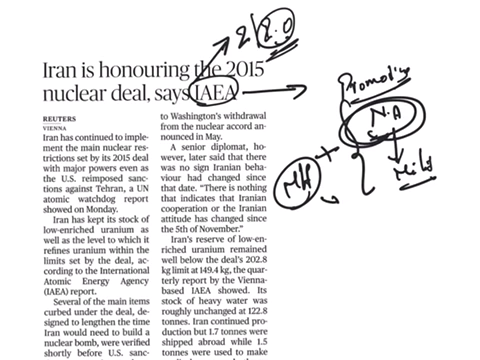 Iran is honouring the 2015
nuclear deal, says IAEA
REUTERS
VIENNA
Iran has continued to imple-
ment the main nuclear res-
trictions set by its 2015 deal
with major powers even as
the U.S. reimposed sanc-
tions against Tehran, a UN
atomic watchdog report
showed on Monday.
Iran has kept its stock of
low-enriched uranium as
well as the level to which it
refines uranium within the
limits set by the deal, ac-
cording to the International
Atomic Energy Agency
(IAEA) report.
Several of the main items
curbed under the deal, de-
signed to lengthen the time
Iran would need to build a
nuclear bomb, were verified
shortly before U.S. sanc-
to Washington's withdrawal
from the nuclear accord ann-
ounced in May.
A senior diplomat, ho-
wever, later said that there
was no sign Iranian beha-
viour had changed since
that date. “There is nothing
that indicates that Iranian
cooperation or the Iranian
attitude has changed since
the 5th of November.”
Iran's reserve of low-en-
riched uranium remained
well below the deal's 202.8
kg limit at 149.4 kg, the quar-
terly report by the Vienna-
based IAEA showed. Its
stock of heavy water was
roughly unchanged at 122.8
tonnes. Iran continued pro-
duction but 1.7 tonnes were
shipped abroad while 1.5
tonnes were used to make
N.A